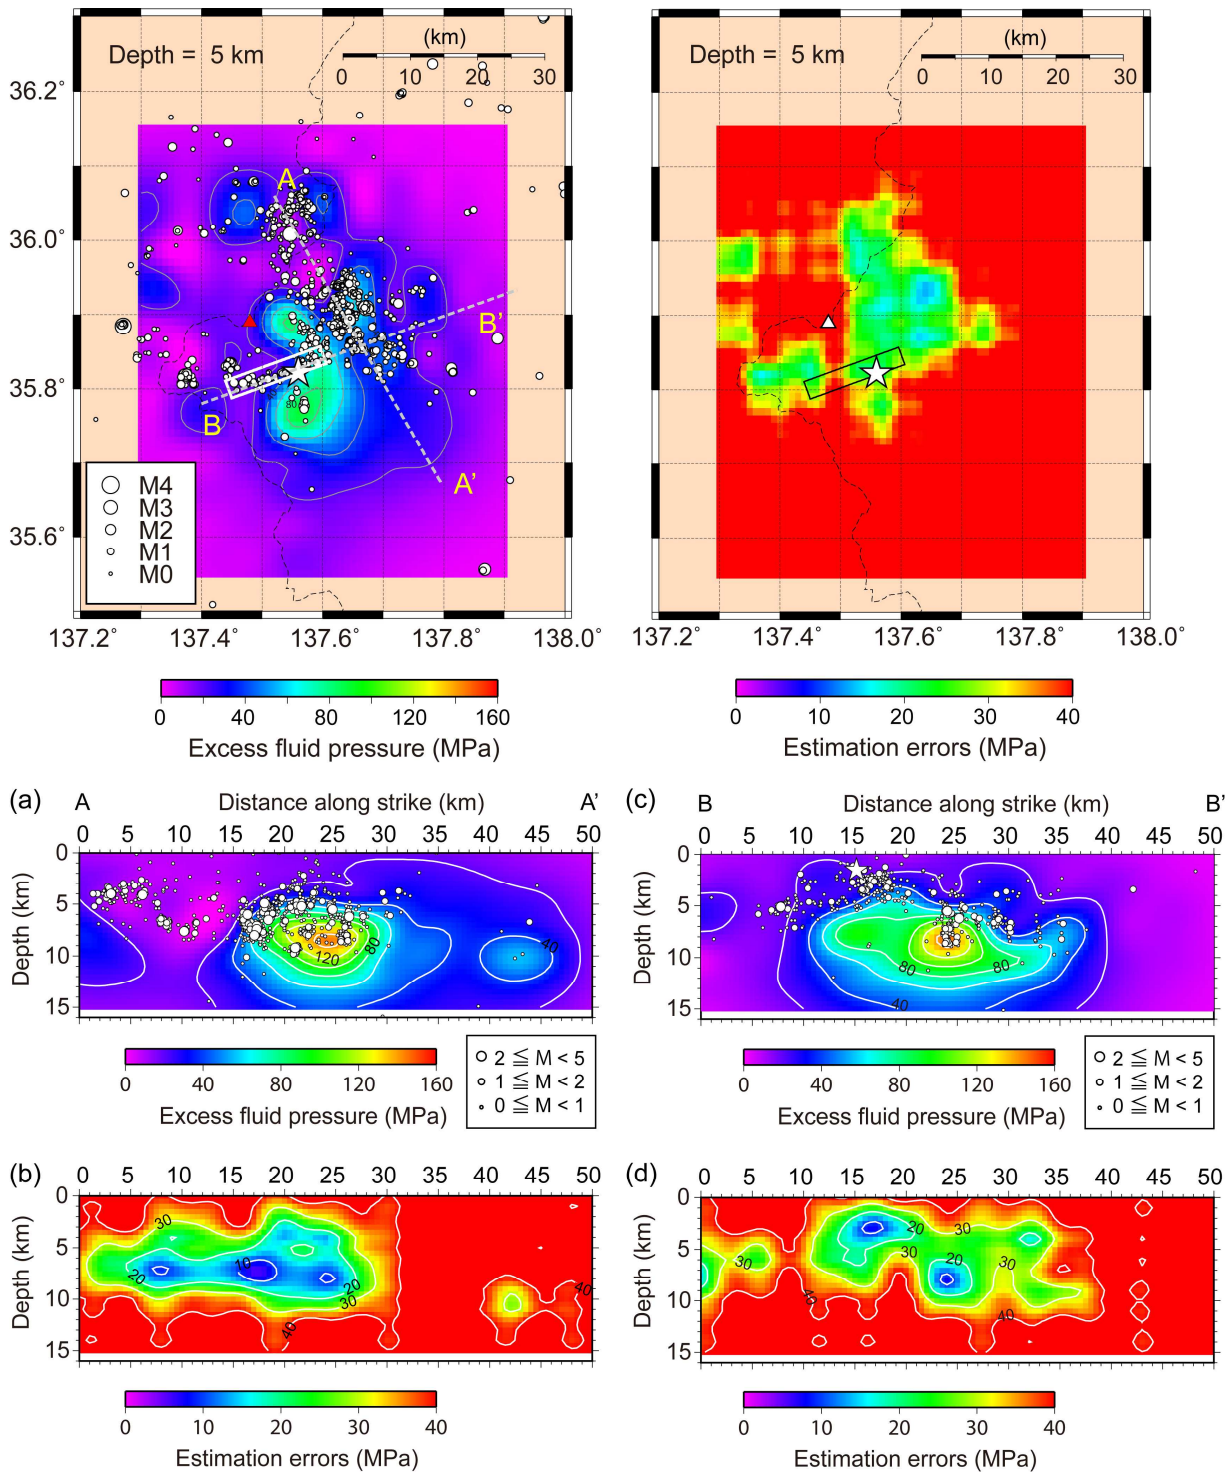 Depth = 5 km
(km)
0 10 20 30
36.2°
36.0°
35.8°
35.6°
A
B'
B
A'
80
M4
M3
M2
M1
M0
137.2° 137.4° 137.6° 137.8° 138.0°
0 40 80 120 160
Excess fluid pressure (MPa)
Depth = 5 km
(km)
0 10 20 30
137.2° 137.4° 137.6° 137.8° 138.0°
0 10 20 30 40
Estimation errors (MPa)
(a) A Distance along strike (km) A'
0 5 10 15 20 25 30 35 40 45 50
Depth (km)
0
5
10
15
120
80
40
0 40 80 120 160
Excess fluid pressure (MPa)
2 ≦ M < 5
1 ≦ M < 2
0 ≦ M < 1
(c) B Distance along strike (km) B'
0 5 10 15 20 25 30 35 40 45 50
Depth (km)
0
5
10
15
80
80
40
0 40 80 120 160
Excess fluid pressure (MPa)
2 ≦ M < 5
1 ≦ M < 2
0 ≦ M < 1
(b)
0 5 10 15 20 25 30 35 40 45 50
Depth (km)
0
5
10
15
30
10
20
20
30
40
40
0 10 20 30 40
Estimation errors (MPa)
(d)
0 5 10 15 20 25 30 35 40 45 50
Depth (km)
0
5
10
15
20
30
30
20
30
30
40
40
0 10 20 30 40
Estimation errors (MPa)